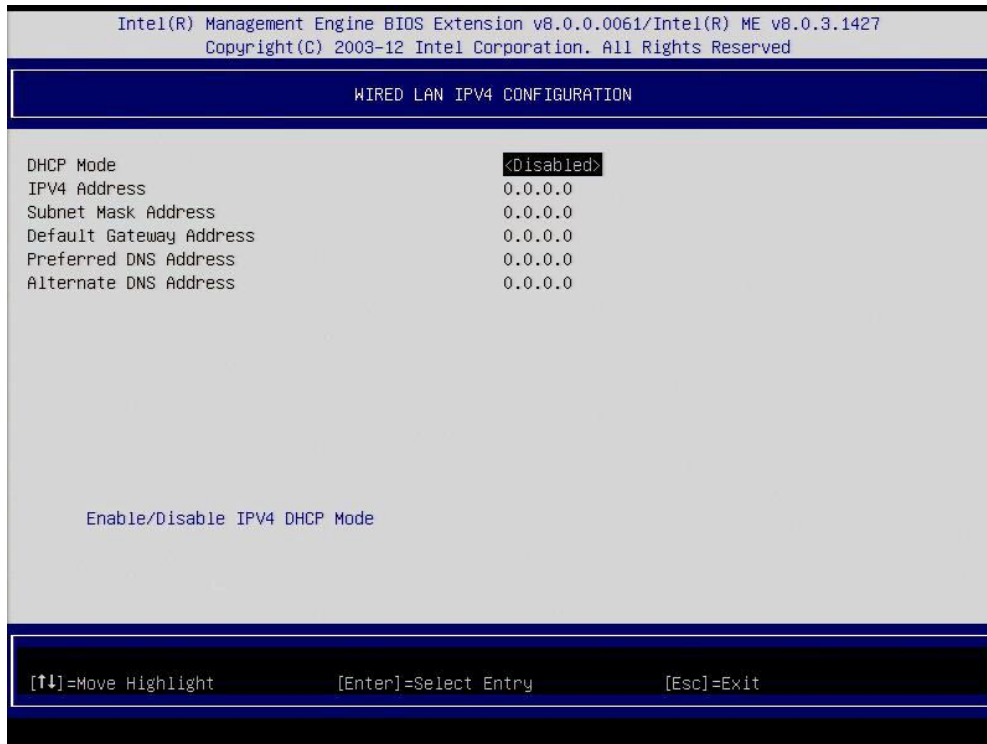 Intel(R) Management Engine BIOS Extension v8.0.0.0061/Intel(R) ME v8.0.3.1427
Copyright(C) 2003-12 Intel Corporation. All Rights Reserved
WIRED LAN IPV4 CONFIGURATION
DHCP Mode <Disabled>
IPV4 Address 0.0.0.0
Subnet Mask Address 0.0.0.0
Default Gateway Address 0.0.0.0
Preferred DNS Address 0.0.0.0
Alternate DNS Address 0.0.0.0
Enable/Disable IPV4 DHCP Mode
[↑↓]=Move Highlight [Enter]=Select Entry [Esc]=Exit